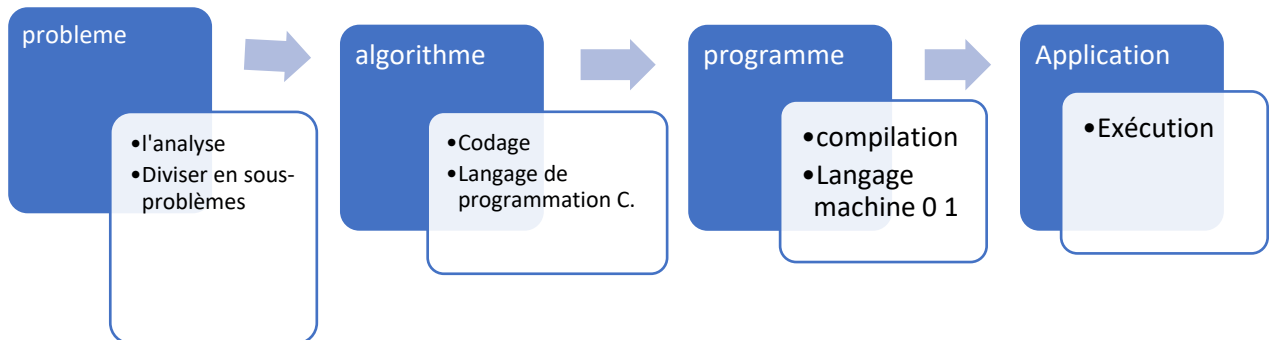 probleme
•l'analyse
•Diviser en sous-
problèmes
algorithme
•Codage
•Langage de
programmation C.
programme
•compilation
•Langage
machine 0 1
Application
•Exécution